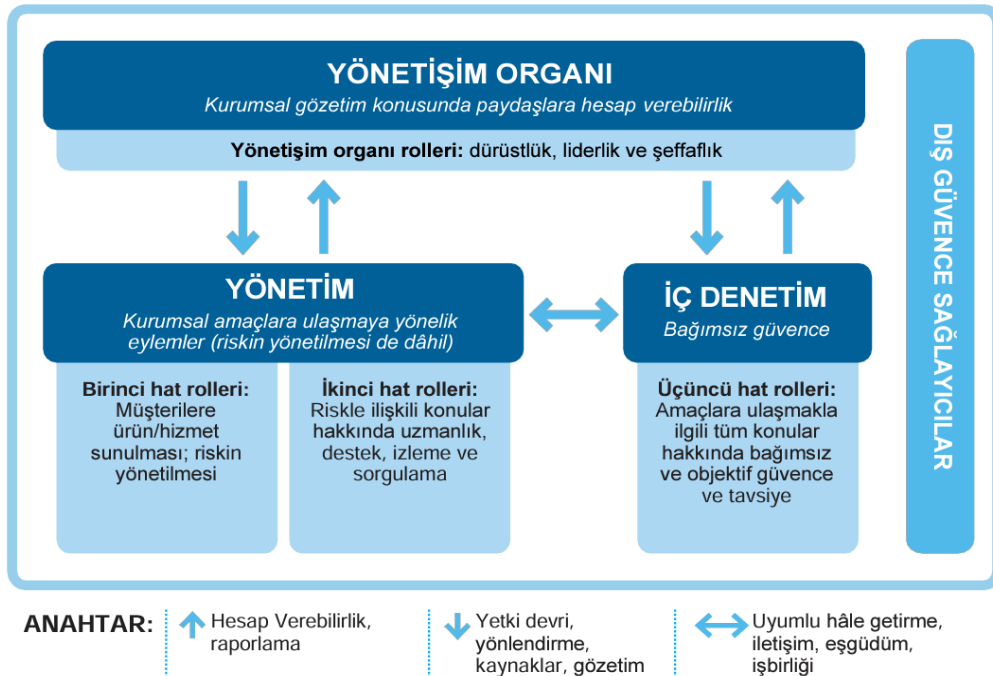 YÖNETİŞİM ORGANI
Kurumsal gözetim konusunda paydaşlara hesap verebilirlik
Yönetişim organı rolleri: dürüstlük, liderlik ve şeffaflık
YÖNETİM
Kurumsal amaçlara ulaşmaya yönelik
eylemler (riskin yönetilmesi de dâhil)
Birinci hat rolleri:
Müşterilere
ürün/hizmet
sunulması; riskin
yönetilmesi
İkinci hat rolleri:
Riskle ilişkili konular
hakkında uzmanlık,
destek, izleme ve
sorgulama
İÇ DENETİM
Bağımsız güvence
Üçüncü hat rolleri:
Amaçlara ulaşmakla
ilgili tüm konular
hakkında bağımsız
ve objektif güvence
ve tavsiye
DIŞ GÜVENCE SAĞLAYICILAR
ANAHTAR:
Hesap Verebilirlik,
raporlama
Yetki devri,
yönlendirme,
kaynaklar, gözetim
Uyumlu hâle getirme,
iletişim, eşgüdüm,
işbirliği